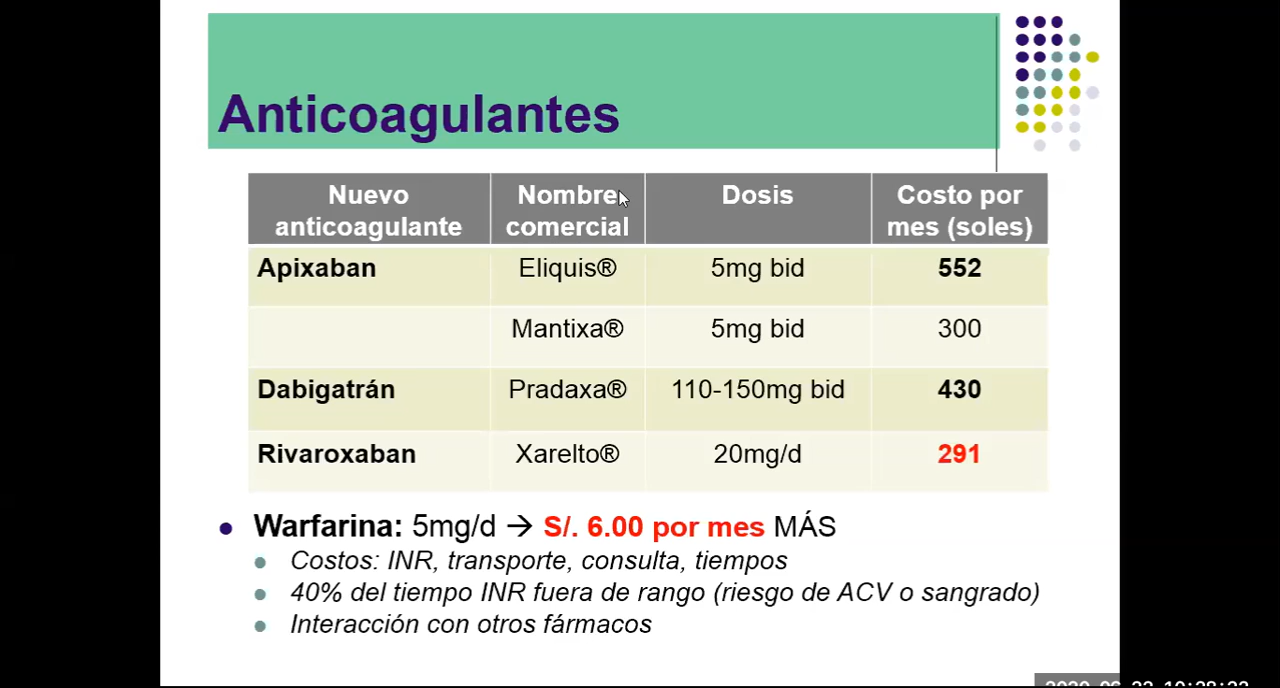 Anticoagulantes
Nuevo anticoagulante Nombre comercial Dosis Costo por mes (soles)
Apixaban Eliquis® 5mg bid 552
Mantixa® 5mg bid 300
Dabigatrán Pradaxa® 110-150mg bid 430
Rivaroxaban Xarelto® 20mg/d 291
Warfarina: 5mg/d → S/. 6.00 por mes MÁS
Costos: INR, transporte, consulta, tiempos
40% del tiempo INR fuera de rango (riesgo de ACV o sangrado)
Interacción con otros fármacos